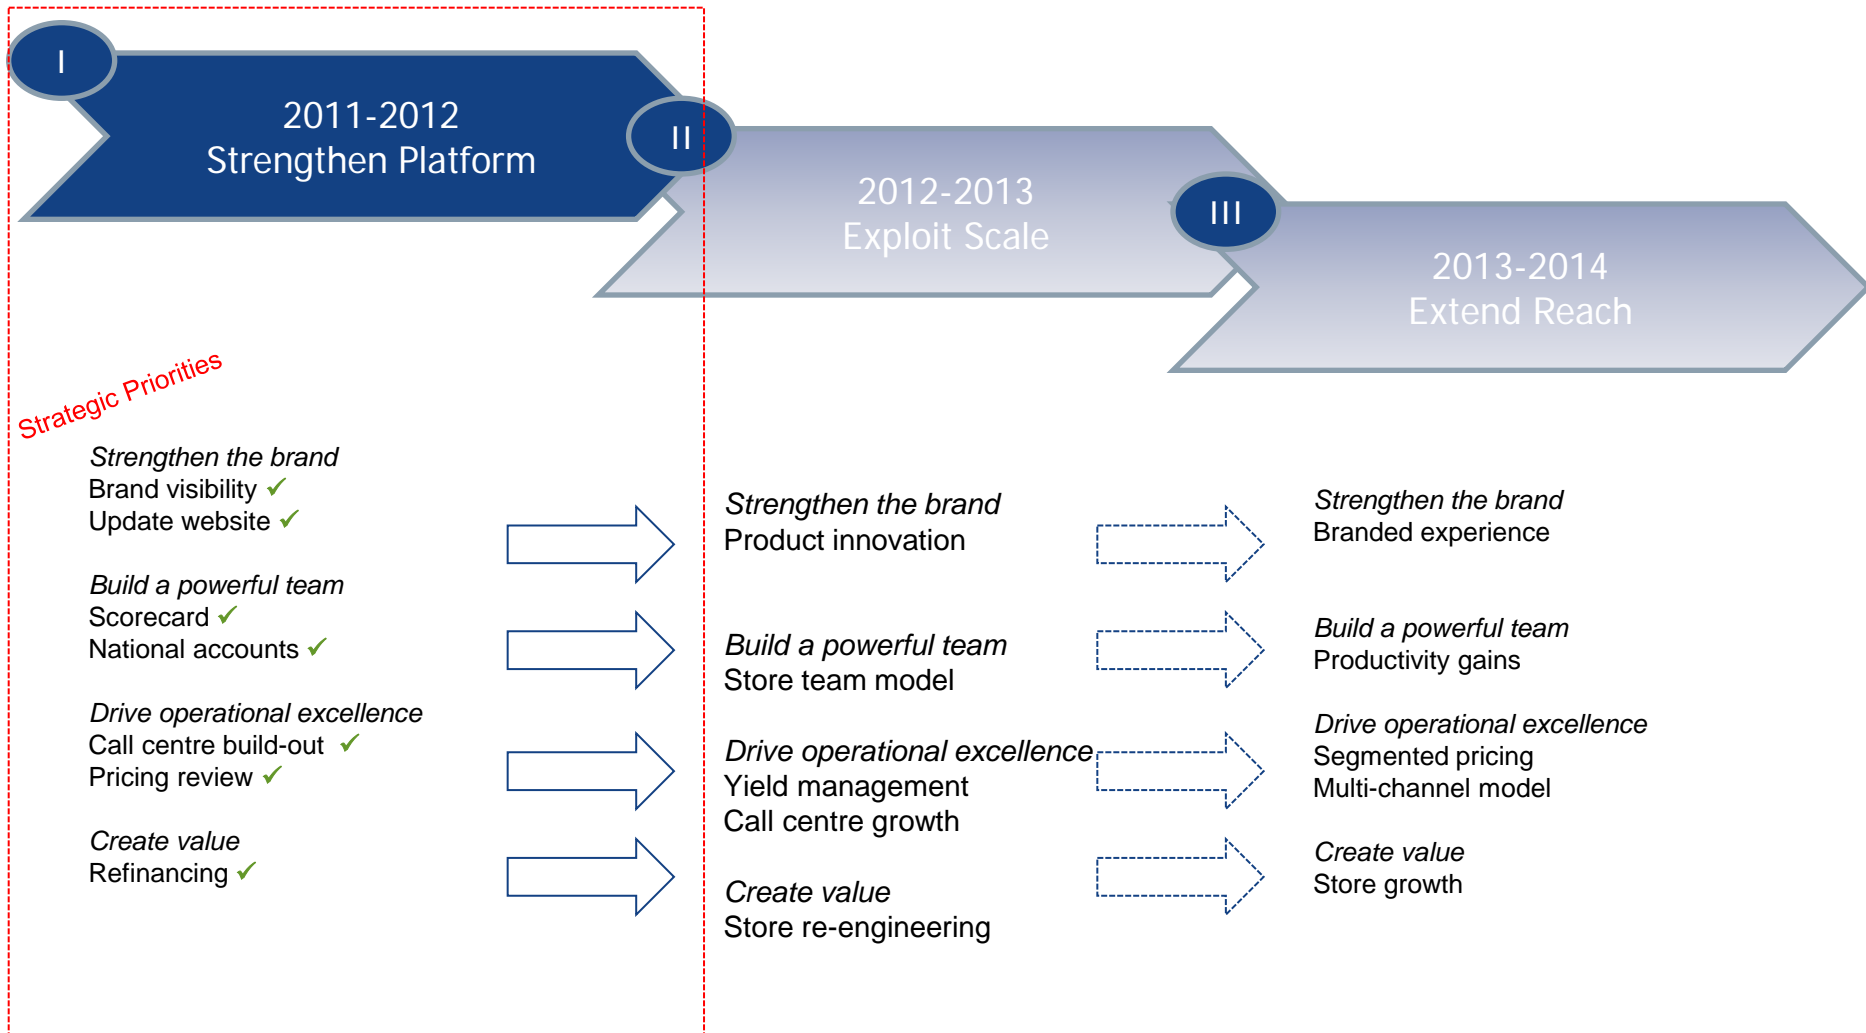 I
2011-2012
Strengthen Platform
II
2012-2013
Exploit Scale
III
2013-2014
Extend Reach
Strategic Priorities
Strengthen the brand
Brand visibility ✓
Update website ✓
Build a powerful team
Scorecard ✓
National accounts ✓
Drive operational excellence
Call centre build-out ✓
Pricing review ✓
Create value
Refinancing ✓
Strengthen the brand
Product innovation
Build a powerful team
Store team model
Drive operational excellence
Yield management
Call centre growth
Create value
Store re-engineering
Strengthen the brand
Branded experience
Build a powerful team
Productivity gains
Drive operational excellence
Segmented pricing
Multi-channel model
Create value
Store growth